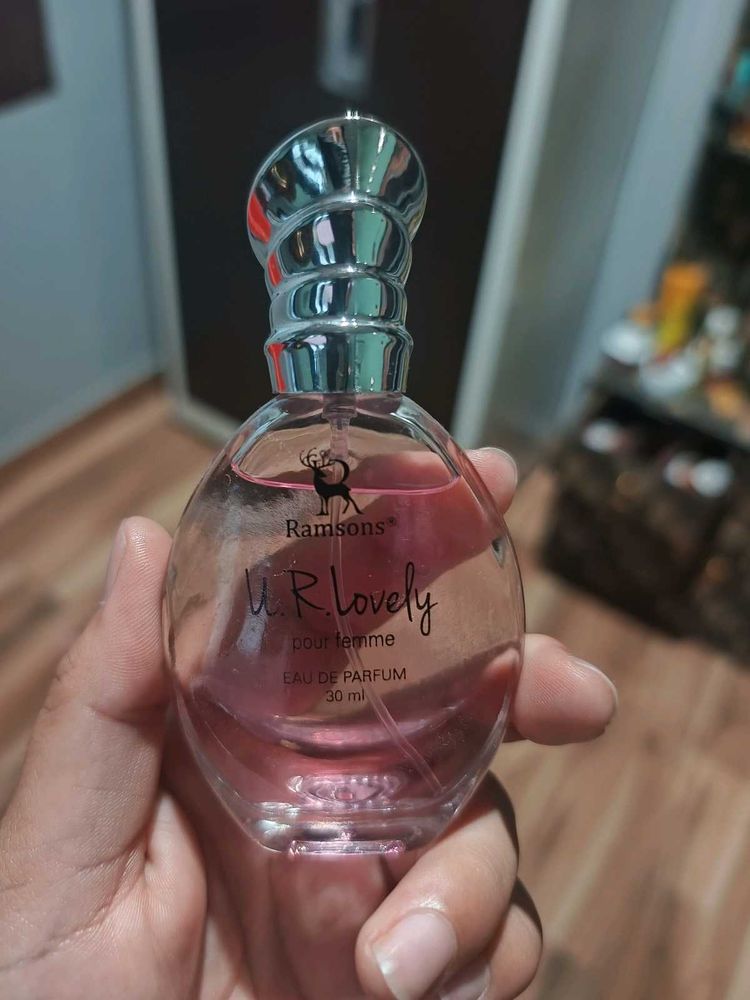 Ramsons®
U.R.Lovely
pour femme
EAU DE PARFUM
30 ml